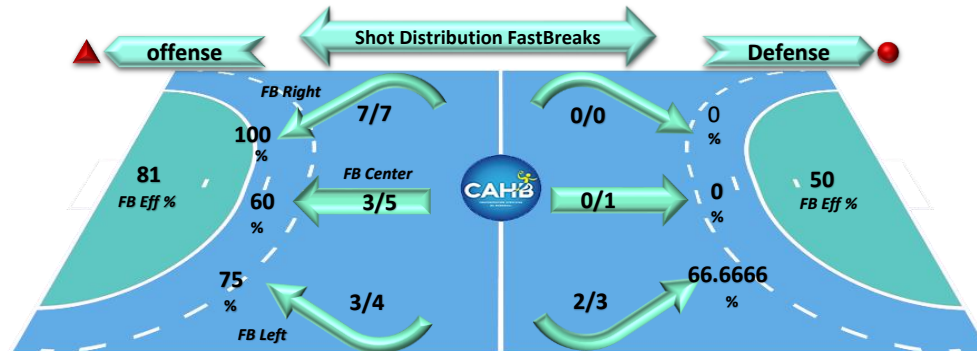 offense
Shot Distribution FastBreaks
Defense
FB Right
7/7
0/0
0
%
100
%
81
FB Eff %
FB Center
3/5
60
%
CAHB
0/1
0
%
50
FB Eff %
75
%
3/4
FB Left
2/3
66.6666
%